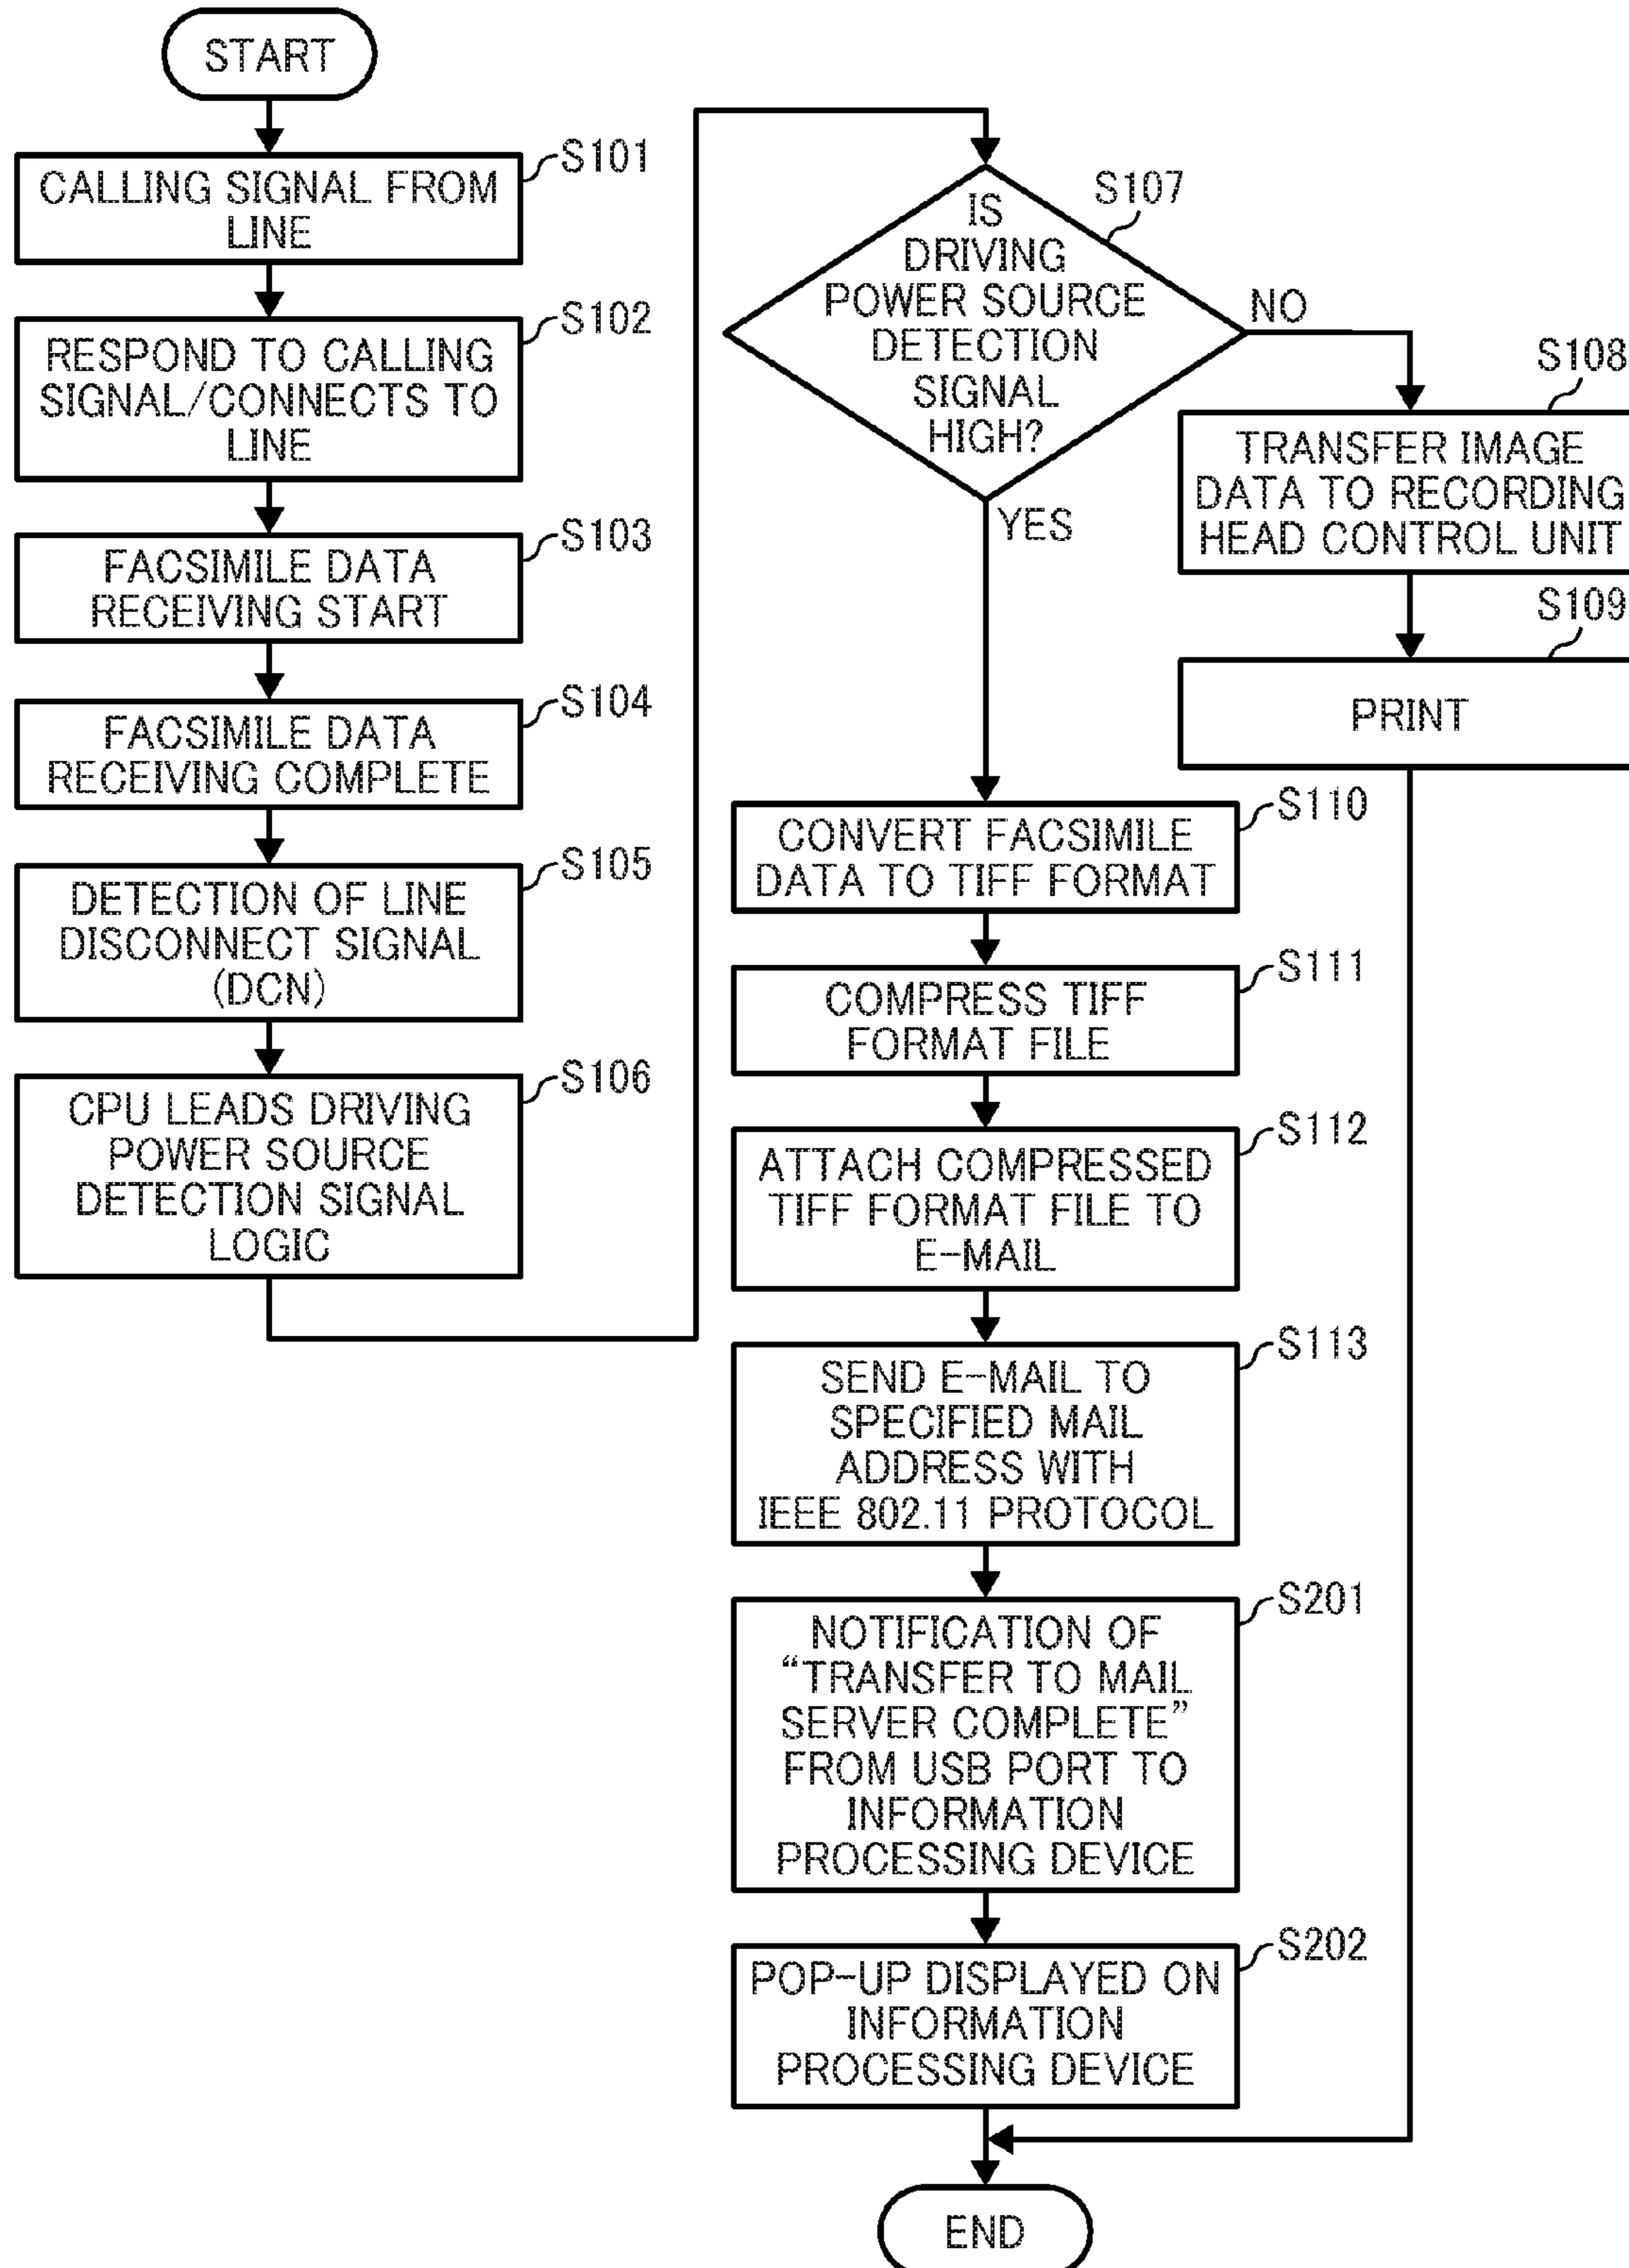 START
S101
CALLING SIGNAL FROM
LINE
S102
RESPOND TO CALLING
SIGNAL/CONNECTS TO
LINE
S103
FACSIMILE DATA
RECEIVING START
S104
FACSIMILE DATA
RECEIVING COMPLETE
S105
DETECTION OF LINE
DISCONNECT SIGNAL
(DCN)
S106
CPU LEADS DRIVING
POWER SOURCE
DETECTION SIGNAL
LOGIC
S107
IS
DRIVING
POWER SOURCE
DETECTION
SIGNAL
HIGH?
NO
YES
S108
TRANSFER IMAGE
DATA TO RECORDING
HEAD CONTROL UNIT
S109
PRINT
S110
CONVERT FACSIMILE
DATA TO TIFF FORMAT
S111
COMPRESS TIFF
FORMAT FILE
S112
ATTACH COMPRESSED
TIFF FORMAT FILE TO
E-MAIL
S113
SEND E-MAIL TO
SPECIFIED MAIL
ADDRESS WITH
IEEE 802.11 PROTOCOL
S201
NOTIFICATION OF
“TRANSFER TO MAIL
SERVER COMPLETE”
FROM USB PORT TO
INFORMATION
PROCESSING DEVICE
S202
POP-UP DISPLAYED ON
INFORMATION
PROCESSING DEVICE
END